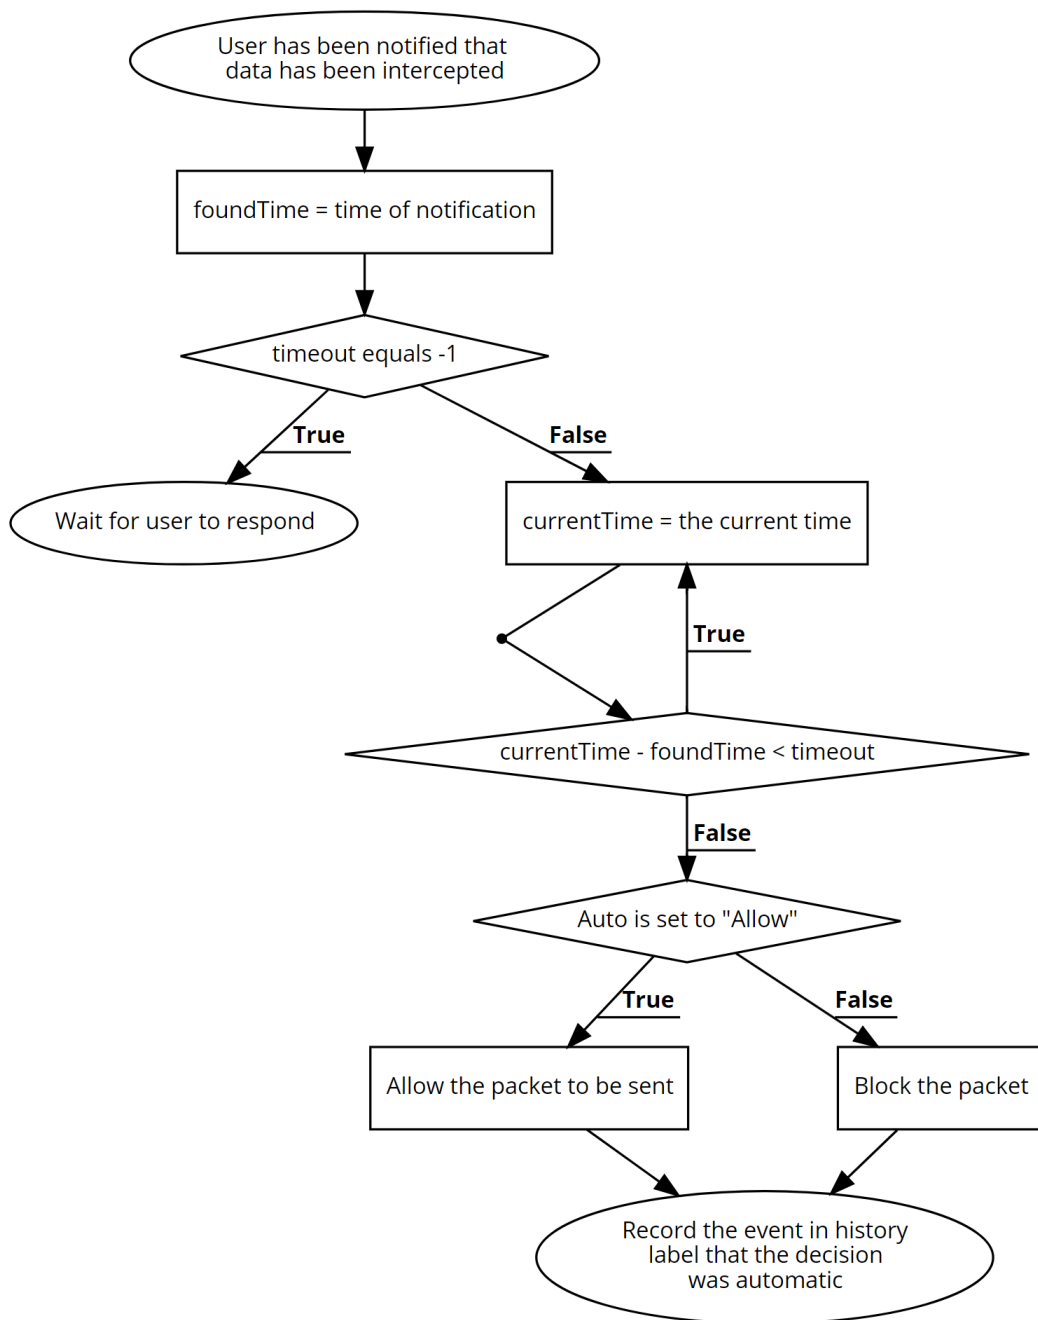 User has been notified that
data has been intercepted
foundTime = time of notification
timeout equals -1
True
False
Wait for user to respond
currentTime = the current time
True
currentTime - foundTime < timeout
False
Auto is set to "Allow"
True
False
Allow the packet to be sent
Block the packet
Record the event in history
label that the decision
was automatic